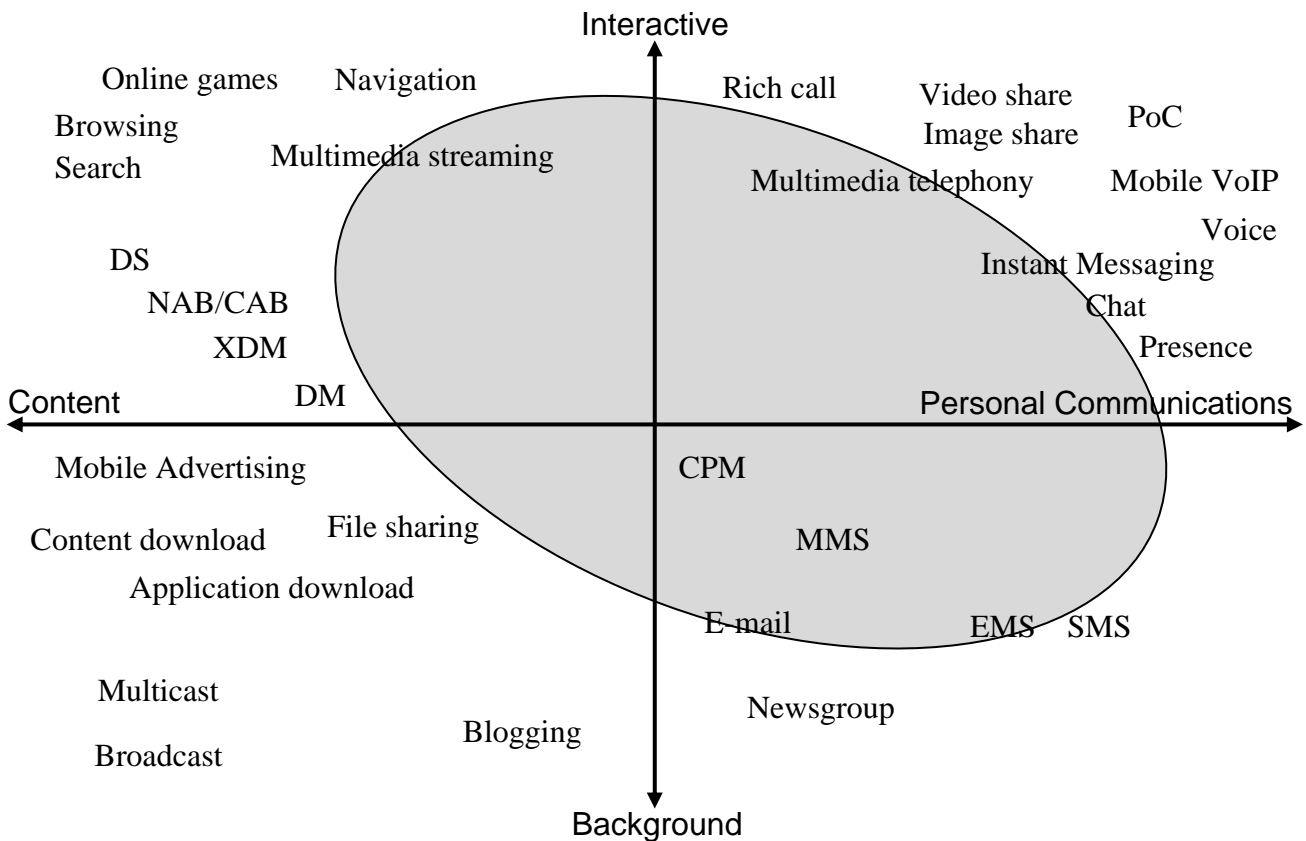 Interactive
Online games
Navigation
Rich call
Video share
PoC
Browsing
Image share
Search
Multimedia streaming
Multimedia telephony
Mobile VoIP
Voice
DS
Instant Messaging
NAB/CAB
Chat
XDM
Presence
DM
Content
Personal Communications
Mobile Advertising
CPM
File sharing
Content download
MMS
Application download
E-mail
EMS
SMS
Multicast
Newsgroup
Blogging
Broadcast
Background